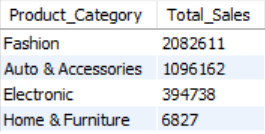 Product_Category Total_Sales
Fashion 2082611
Auto & Accessories 1096162
Electronic 394738
Home & Furniture 6827